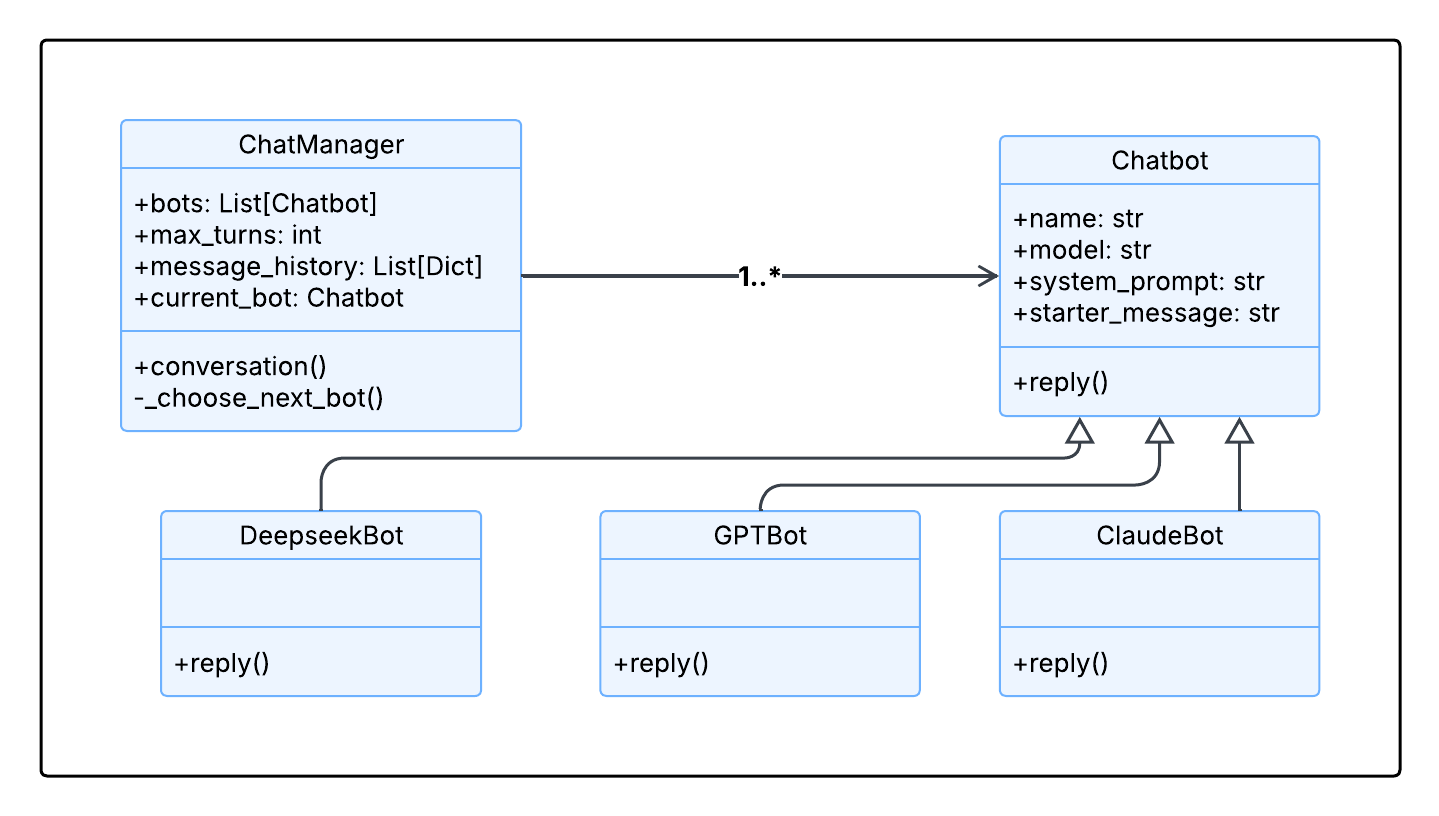 ChatManager
+bots: List[Chatbot]
+max_turns: int
+message_history: List[Dict]
+current_bot: Chatbot
+conversation()
-_choose_next_bot()
1..*
Chatbot
+name: str
+model: str
+system_prompt: str
+starter_message: str
+reply()
DeepseekBot
+reply()
GPTBot
+reply()
ClaudeBot
+reply()